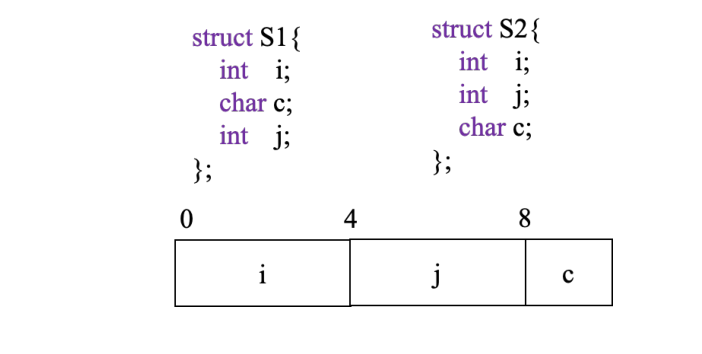 struct S1{
int i;
char c;
int j;
};
struct S2{
int i;
int j;
char c;
};
0 4 8
i j c